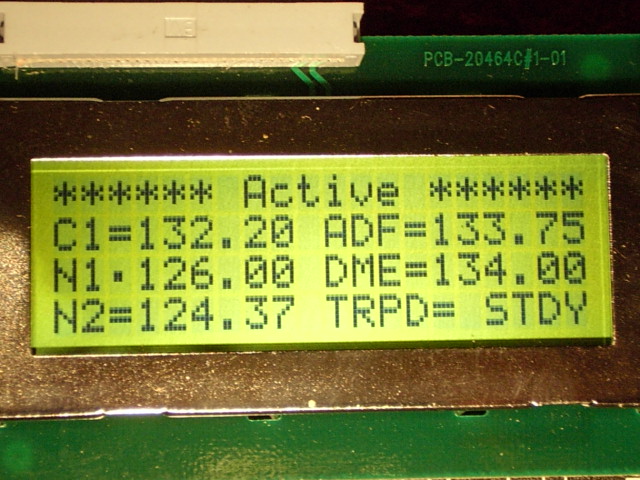 PCB-20464C#1-01
****** Active ******
C1=132.20 ADF=133.75
N1·126.00 DME=134.00
N2=124.37 TRPD= STDY